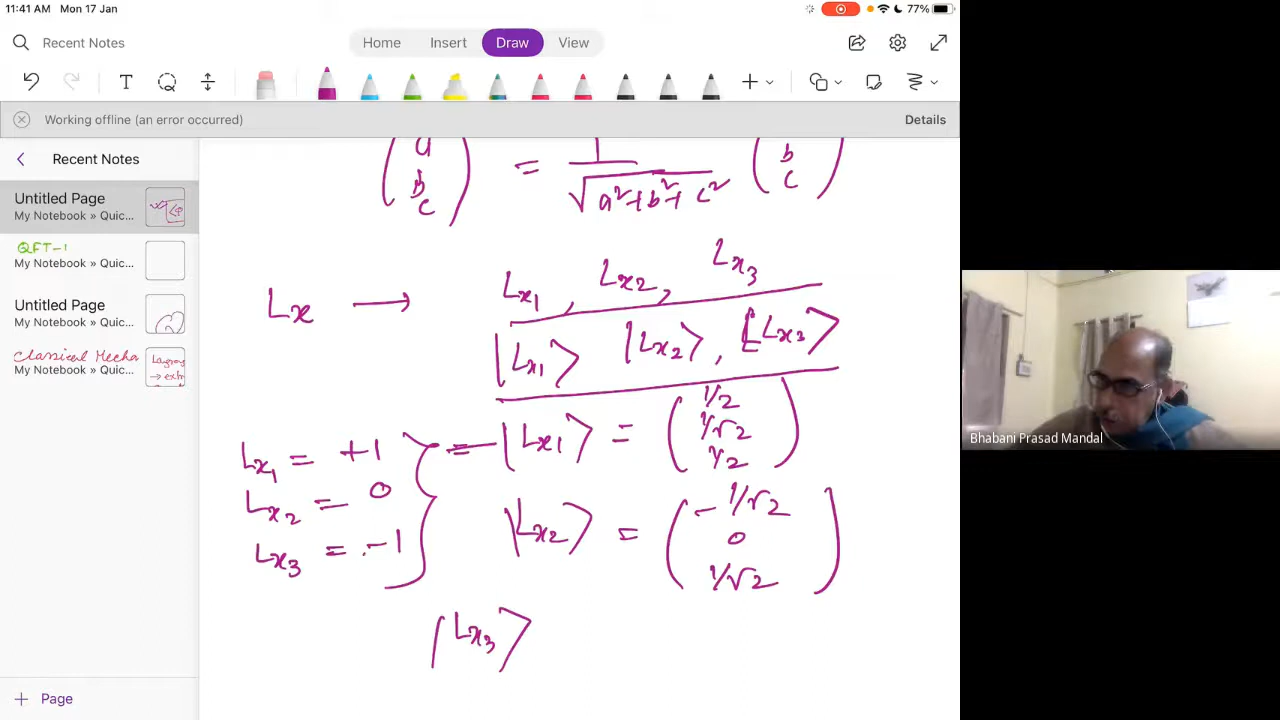 11:41 AM Mon 17 Jan
77%
Recent Notes
Home Insert Draw View
Working offline (an error occurred)
Details
Recent Notes
Untitled Page
My Notebook » Quic...
QFT-1
My Notebook » Quic...
Untitled Page
My Notebook » Quic...
Classical Mecha
My Notebook » Quic...
Page
(a b c) = 1/√(a²+b²+c²) ( b c)
Lx → Lx₁, Lx₂, Lx₃
|Lx₁⟩ |Lx₂⟩, |Lx₃⟩
Lx₁ = +1
Lx₂ = 0
Lx₃ = -1
|Lx₁⟩ = (1/2 1/√2 1/2)
|Lx₂⟩ = (-1/√2 0 1/√2)
|Lx₃⟩
Bhabani Prasad Mandal